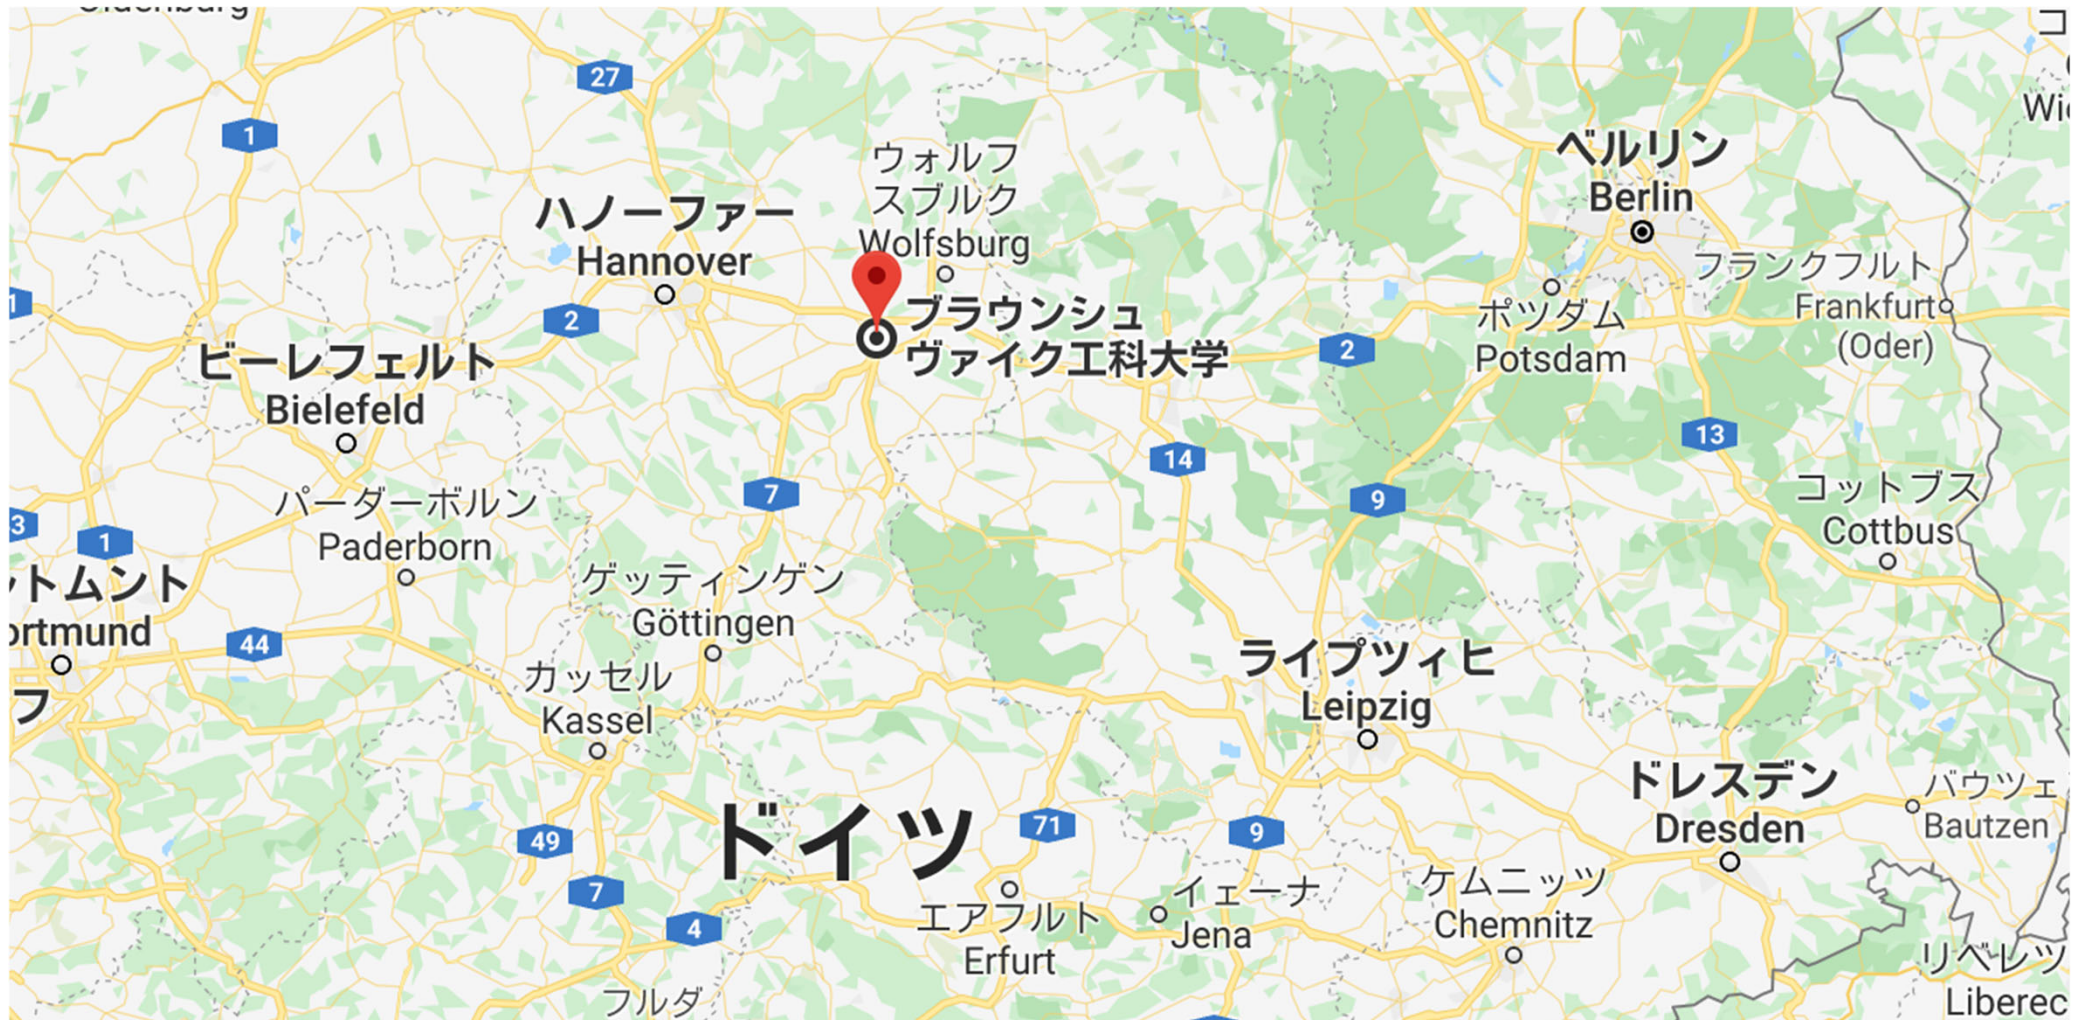 27
1
ウォルフ
スブルク
Wolfsburg
ベルリン
Berlin
ハノーファー
Hannover
フランクフルト
Frankfurt
(Oder)
2
ブラウンシュ
ヴァイク工科大学
ポツダム
Potsdam
2
ビーレフェルト
Bielefeld
13
14
9
7
コットブス
Cottbus
パーダーボルン
Paderborn
3
1
トムント
ortmund
ゲッティンゲン
Göttingen
44
カッセル
Kassel
フ
ライプツィヒ
Leipzig
ドレスデン
Dresden
バウツェ
Bautzen
ドイツ
71
9
49
7
4
エアフルト
Erfurt
イェーナ
Jena
ケムニッツ
Chemnitz
リベレツ
Liberec
フルダ